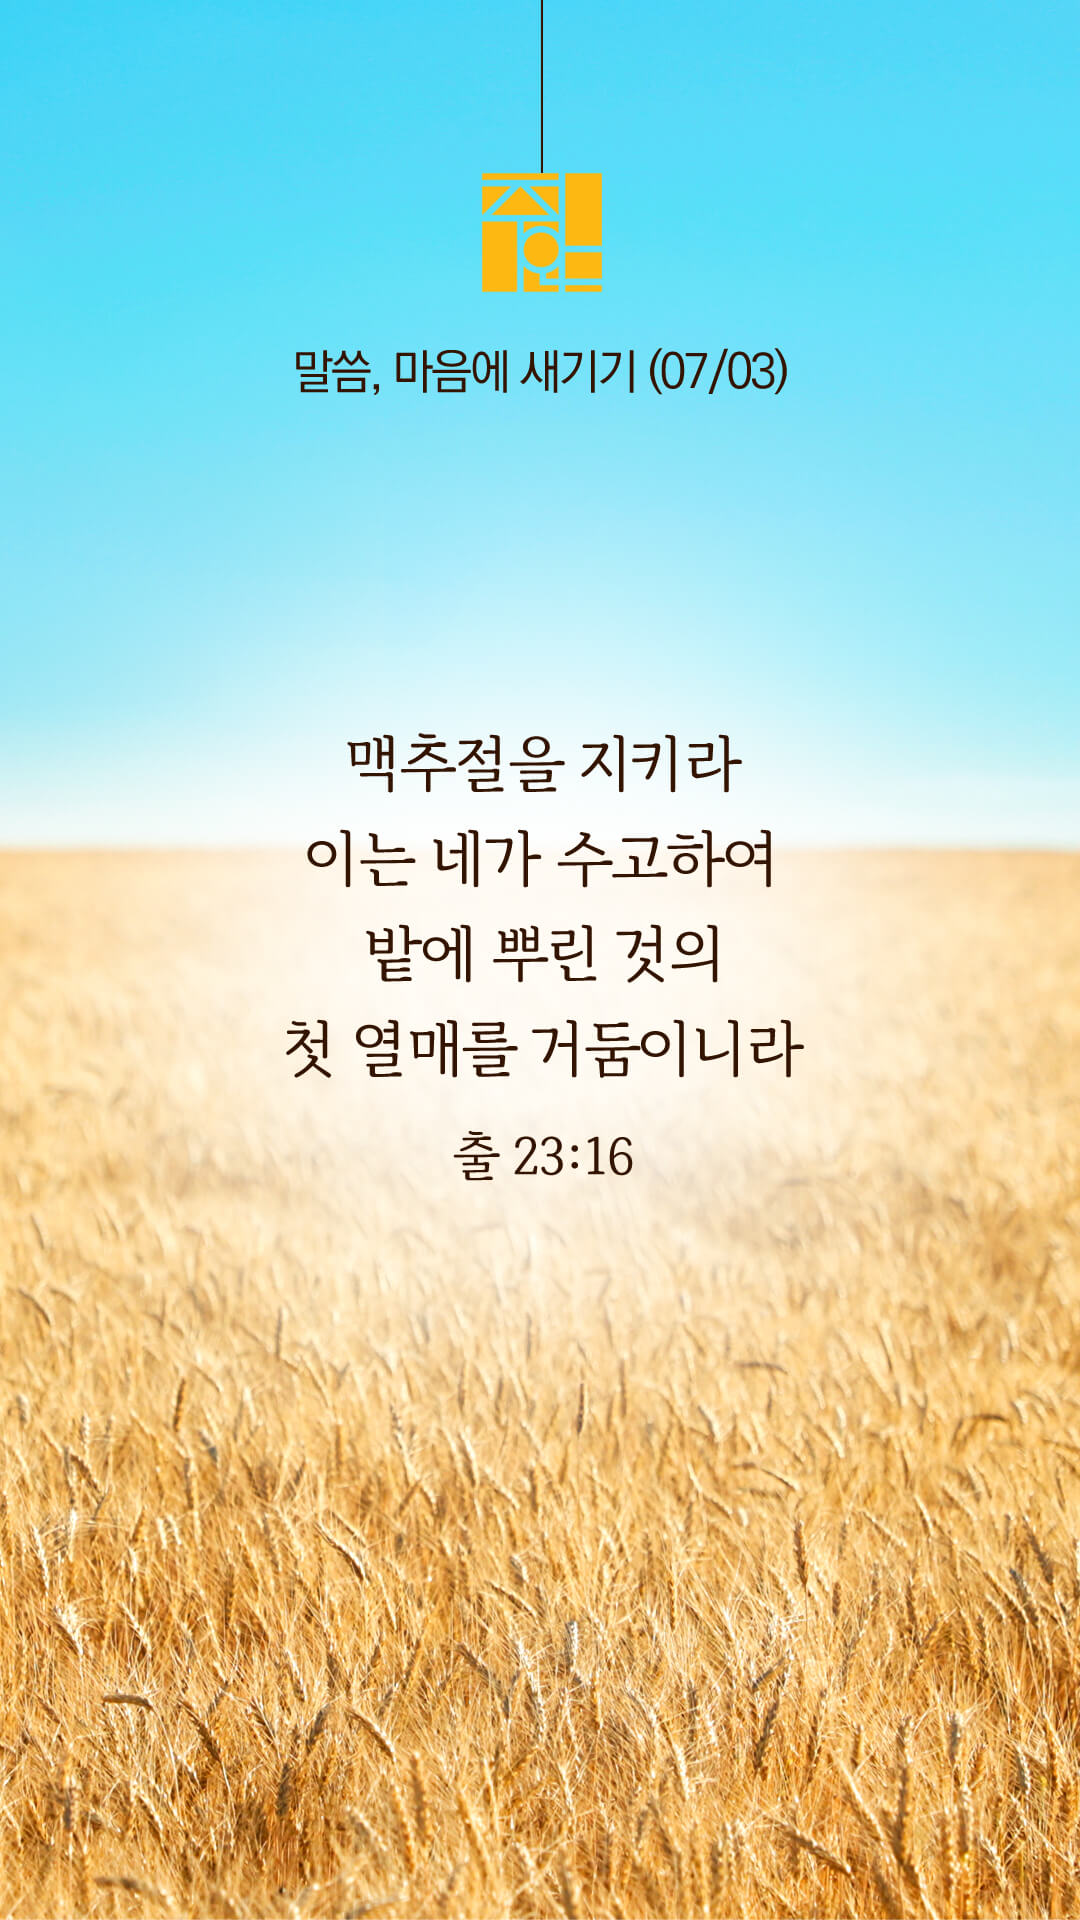 말씀, 마음에 새기기 (07/03)
맥추절을 지키라
이는 네가 수고하여
밭에 뿌린 것의
첫 열매를 거둠이니라
출 23:16